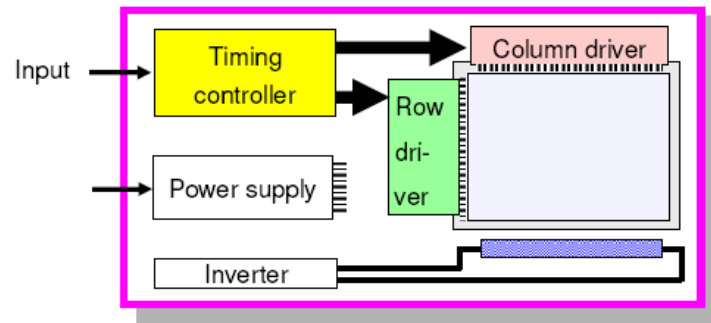 Input
Timing
controller
Column driver
Row
dri-
ver
Power supply
Inverter